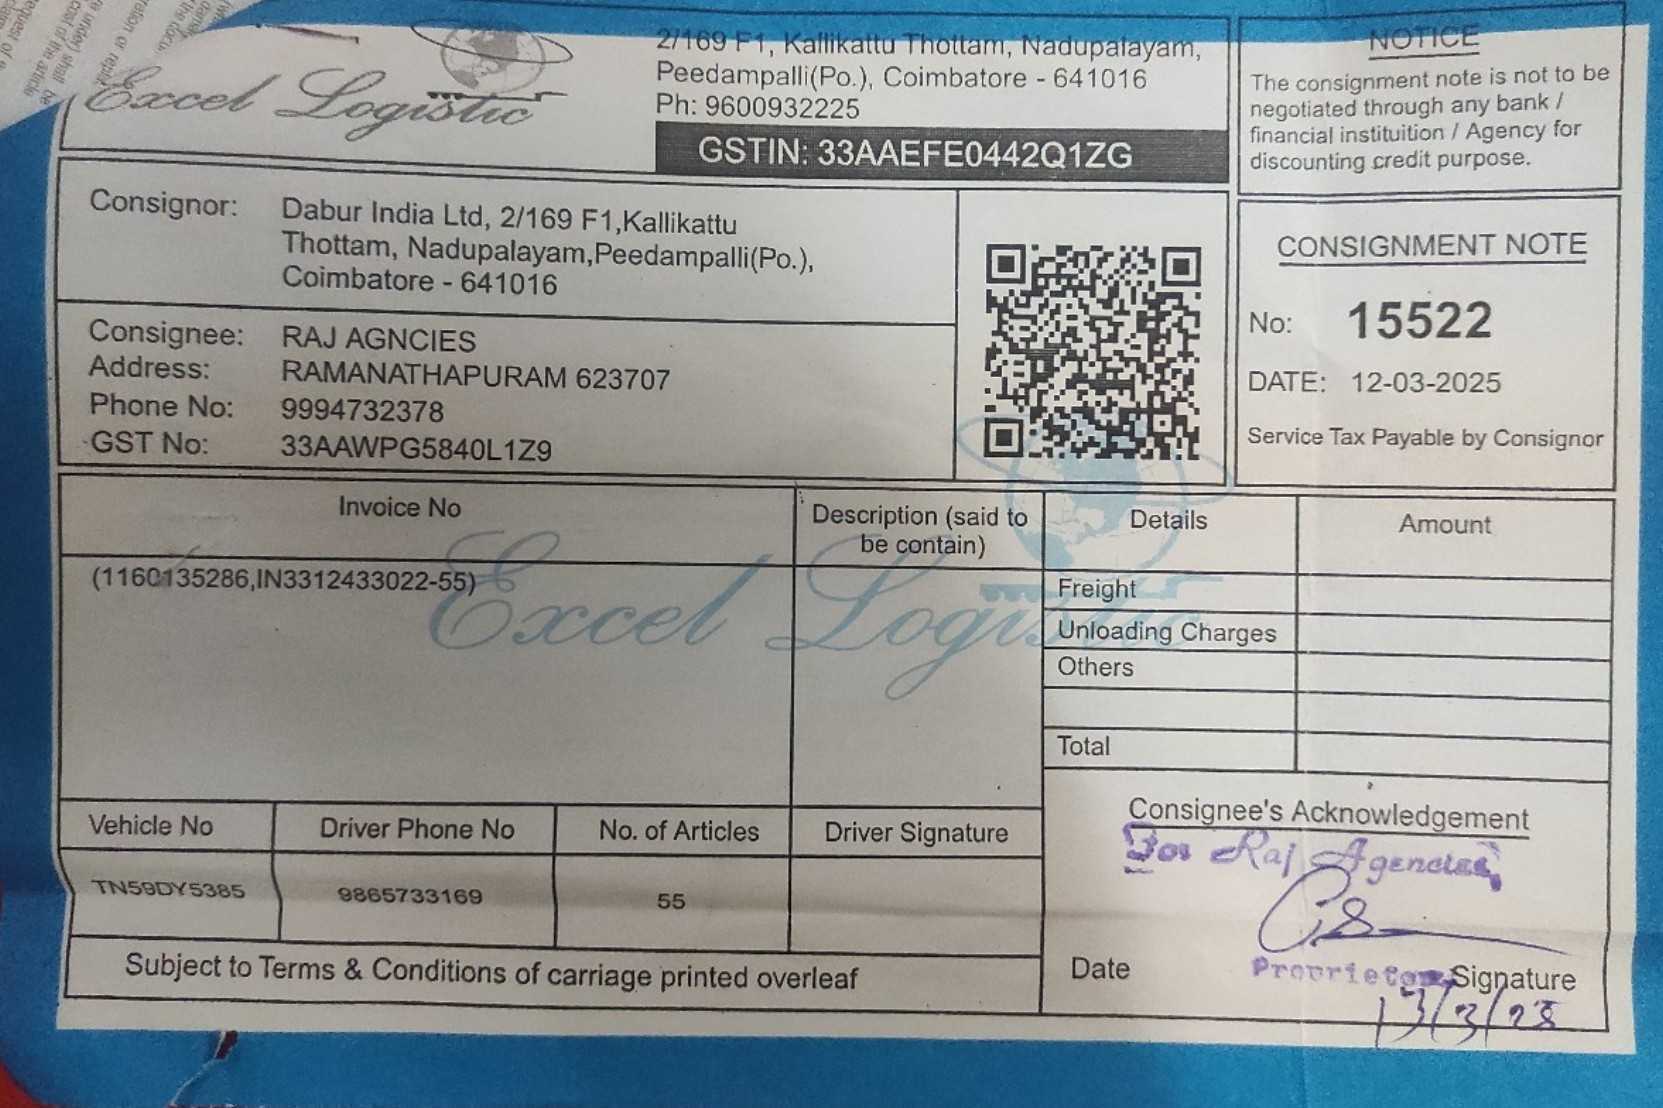 Excel Logistic
2/169 F1, Kallikattu Thottam, Nadupalayam,
Peedampalli(Po.), Coimbatore - 641016
Ph: 9600932225
GSTIN: 33AAEFE0442Q1ZG
NOTICE
The consignment note is not to be
negotiated through any bank /
financial instituition / Agency for
discounting credit purpose.
Consignor: Dabur India Ltd, 2/169 F1,Kallikattu
Thottam, Nadupalayam,Peedampalli(Po.),
Coimbatore - 641016
Consignee: RAJ AGNCIES
Address: RAMANATHAPURAM 623707
Phone No: 9994732378
GST No: 33AAWPG5840L1Z9
CONSIGNMENT NOTE
No: 15522
DATE: 12-03-2025
Service Tax Payable by Consignor
Invoice No
Description (said to
be contain)
Details
Amount
(1160135286,IN3312433022-55)
Excel Logistic
Freight
Unloading Charges
Others
Total
Vehicle No
Driver Phone No
No. of Articles
Driver Signature
TN59DY5385
9865733169
55
Consignee's Acknowledgement
For Raj Agencies,
Proprietor
Date
Signature
Subject to Terms & Conditions of carriage printed overleaf